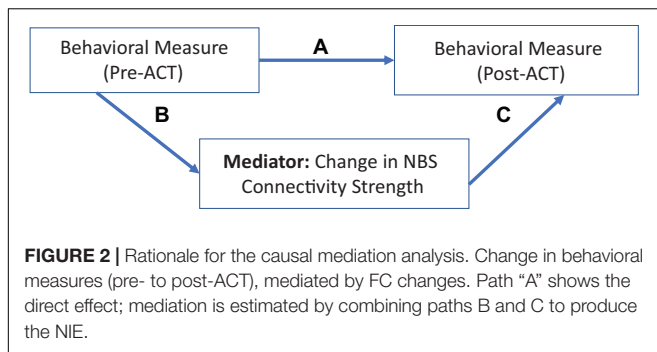 Behavioral Measure
(Pre-ACT)
A
Behavioral Measure
(Post-ACT)
B
C
Mediator: Change in NBS
Connectivity Strength
FIGURE 2 | Rationale for the causal mediation analysis. Change in behavioral
measures (pre- to post-ACT), mediated by FC changes. Path “A” shows the
direct effect; mediation is estimated by combining paths B and C to produce
the NIE.